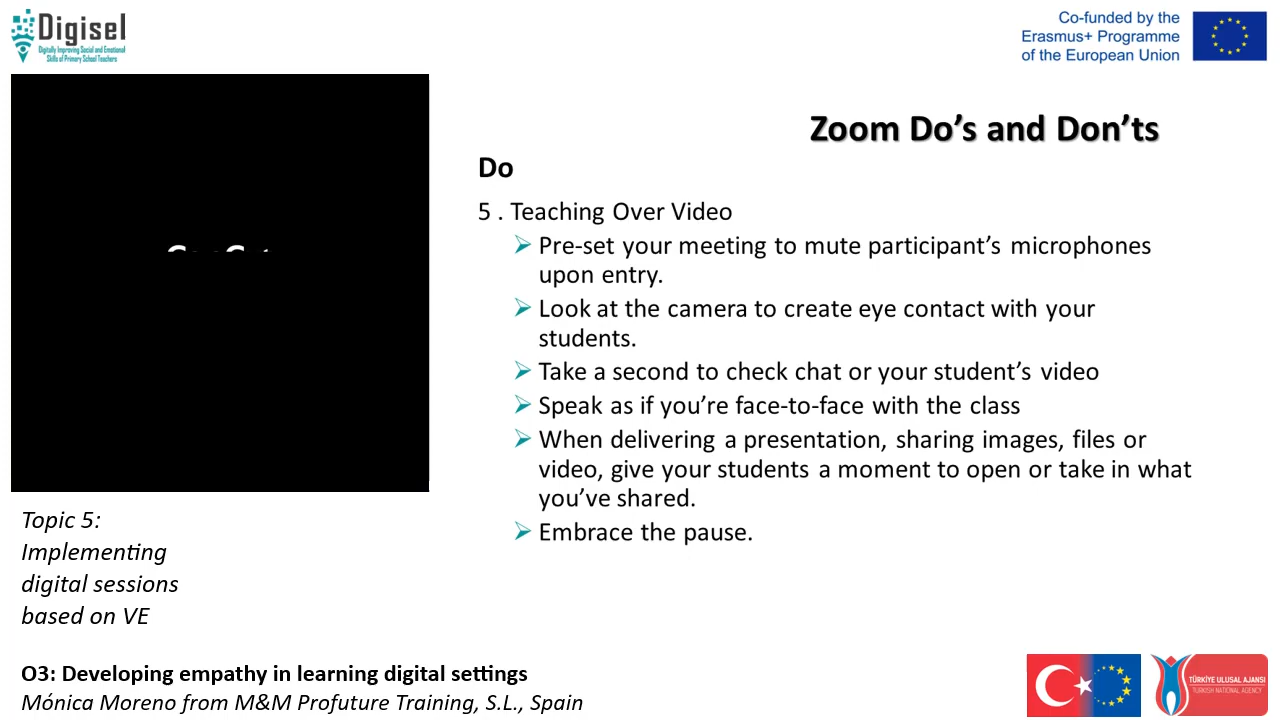 Digisel
Digitally Improving Social and Emotional
Skills of Primary School Teachers
Co-funded by the
Erasmus+ Programme
of the European Union
Zoom Do’s and Don’ts
Do
5 . Teaching Over Video
Pre-set your meeting to mute participant’s microphones
upon entry.
Look at the camera to create eye contact with your
students.
Take a second to check chat or your student’s video
Speak as if you’re face-to-face with the class
When delivering a presentation, sharing images, files or
video, give your students a moment to open or take in what
you’ve shared.
Embrace the pause.
Topic 5:
Implementing
digital sessions
based on VE
O3: Developing empathy in learning digital settings
Mónica Moreno from M&M Profuture Training, S.L., Spain
TÜRKİYE ULUSAL AJANSI
TURKISH NATIONAL AGENCY